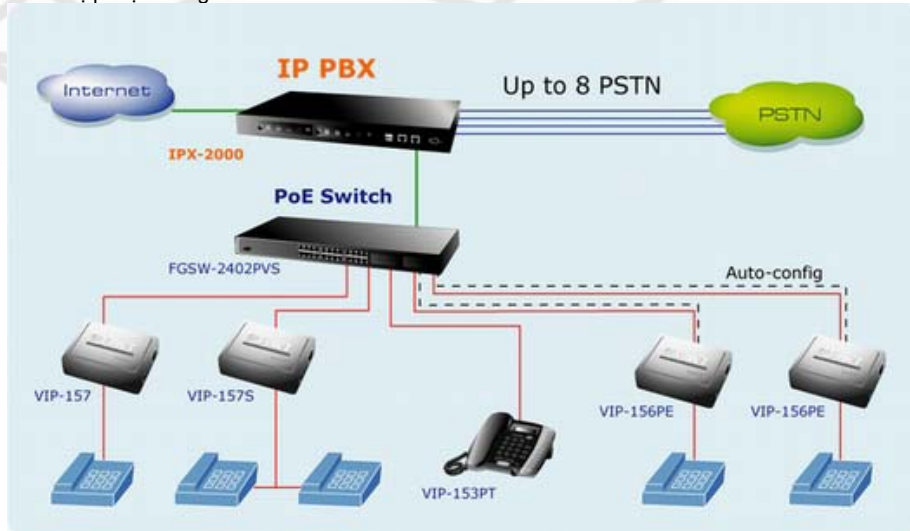 IP PBX
Internet
Up to 8 PSTN
PSTN
IPX-2000
PoE Switch
FGSW-2402PVS
Auto-config
VIP-157
VIP-157S
VIP-156PE
VIP-156PE
VIP-153PT